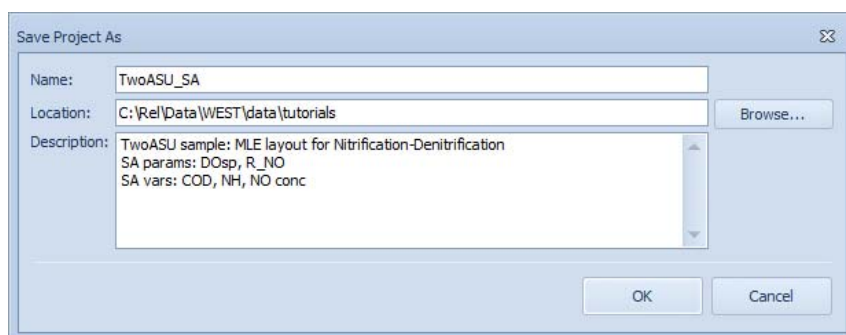 Save Project As
Name: TwoASU_SA
Location: C:\Rel\Data\WEST\data\tutorials Browse...
Description: TwoASU sample: MLE layout for Nitrification-Denitrification
SA params: DOsp, R_NO
SA vars: COD, NH, NO conc
OK Cancel